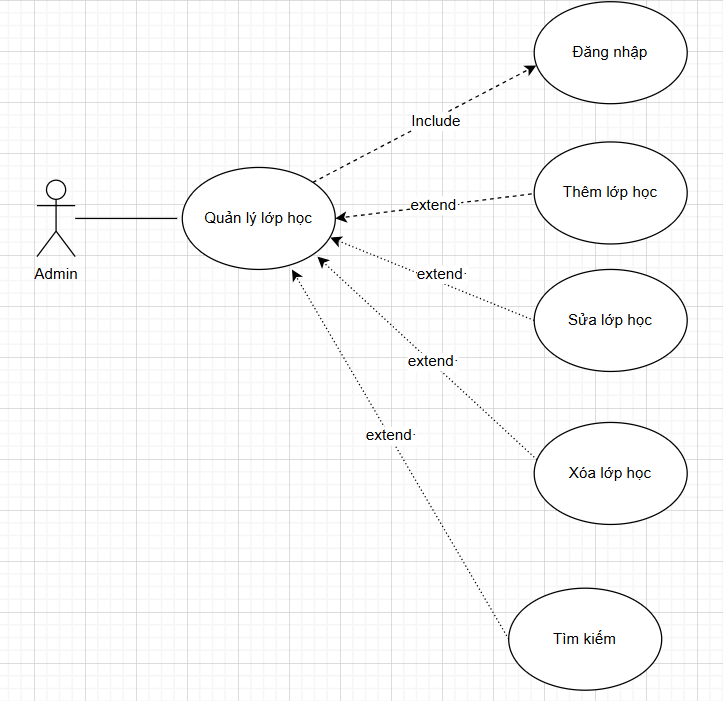 Đăng nhập
Include
Thêm lớp học
extend
Quản lý lớp học
Admin
extend
Sửa lớp học
extend
extend
Xóa lớp học
Tìm kiếm